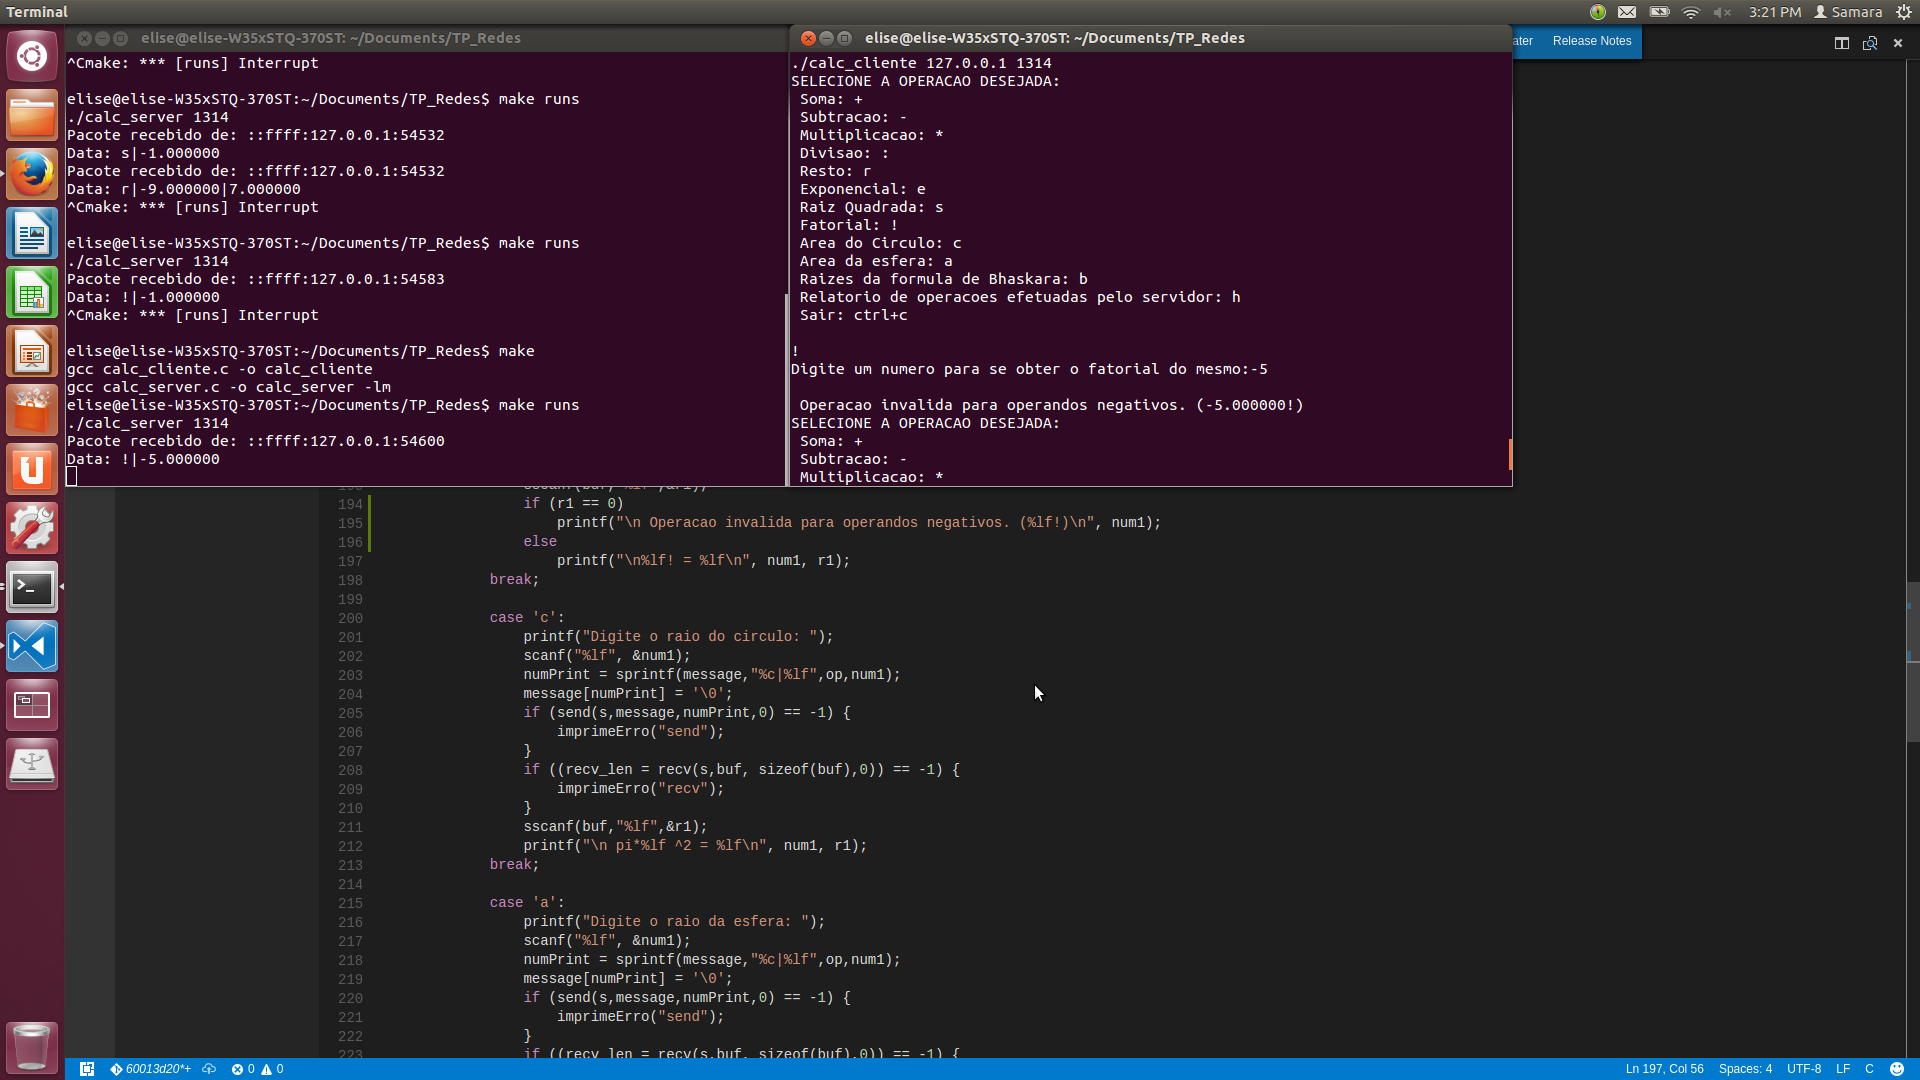 Terminal
3:21 PM
Samara
elise@elise-W35xSTQ-370ST: ~/Documents/TP_Redes
^Cmake: *** [runs] Interrupt
elise@elise-W35xSTQ-370ST:~/Documents/TP_Redes$ make runs
./calc_server 1314
Pacote recebido de: ::ffff:127.0.0.1:54532
Data: s|-1.000000
Pacote recebido de: ::ffff:127.0.0.1:54532
Data: r|-9.000000|7.000000
^Cmake: *** [runs] Interrupt
elise@elise-W35xSTQ-370ST:~/Documents/TP_Redes$ make runs
./calc_server 1314
Pacote recebido de: ::ffff:127.0.0.1:54583
Data: !|-1.000000
^Cmake: *** [runs] Interrupt
elise@elise-W35xSTQ-370ST:~/Documents/TP_Redes$ make
gcc calc_cliente.c -o calc_cliente
gcc calc_server.c -o calc_server -lm
elise@elise-W35xSTQ-370ST:~/Documents/TP_Redes$ make runs
./calc_server 1314
Pacote recebido de: ::ffff:127.0.0.1:54600
Data: !|-5.000000
elise@elise-W35xSTQ-370ST: ~/Documents/TP_Redes
./calc_cliente 127.0.0.1 1314
SELECIONE A OPERACAO DESEJADA:
Soma: +
Subtracao: -
Multiplicacao: *
Divisao: :
Resto: r
Exponencial: e
Raiz Quadrada: s
Fatorial: !
Area do Circulo: c
Area da esfera: a
Raizes da formula de Bhaskara: b
Relatorio de operacoes efetuadas pelo servidor: h
Sair: ctrl+c
!
Digite um numero para se obter o fatorial do mesmo:-5
Operacao invalida para operandos negativos. (-5.000000!)
SELECIONE A OPERACAO DESEJADA:
Soma: +
Subtracao: -
Multiplicacao: *
ater Release Notes
194 if (r1 == 0)
195 printf("\n Operacao invalida para operandos negativos. (%lf!)\n", num1);
196 else
197 printf("\n%lf! = %lf\n", num1, r1);
198 break;
199
200 case 'c':
201 printf("Digite o raio do circulo: ");
202 scanf("%lf", &num1);
203 numPrint = sprintf(message,"%c|%lf",op,num1);
204 message[numPrint] = '\0';
205 if (send(s,message,numPrint,0) == -1) {
206 imprimeErro("send");
207 }
208 if ((recv_len = recv(s,buf, sizeof(buf),0)) == -1) {
209 imprimeErro("recv");
210 }
211 sscanf(buf,"%lf",&r1);
212 printf("\n pi*%lf ^2 = %lf\n", num1, r1);
213 break;
214
215 case 'a':
216 printf("Digite o raio da esfera: ");
217 scanf("%lf", &num1);
218 numPrint = sprintf(message,"%c|%lf",op,num1);
219 message[numPrint] = '\0';
220 if (send(s,message,numPrint,0) == -1) {
221 imprimeErro("send");
222 }
223 if ((recv_len = recv(s,buf, sizeof(buf),0)) == -1) {
60013d20*+ 0 0 Ln 197, Col 56 Spaces: 4 UTF-8 LF C